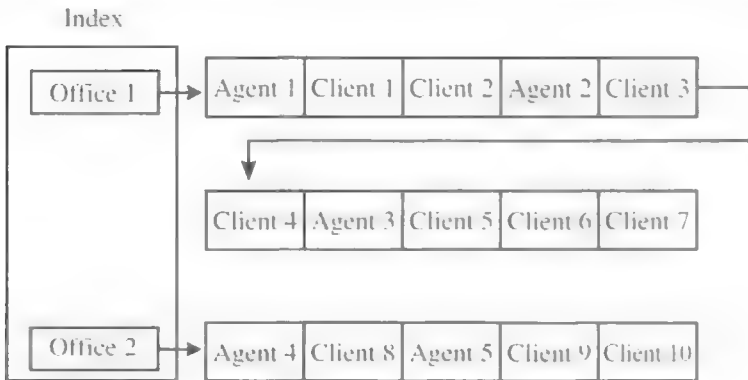 Index
Office 1 Agent 1 Client 1 Client 2 Agent 2 Client 3
Client 4 Agent 3 Client 5 Client 6 Client 7
Office 2 Agent 4 Client 8 Agent 5 Client 9 Client 10